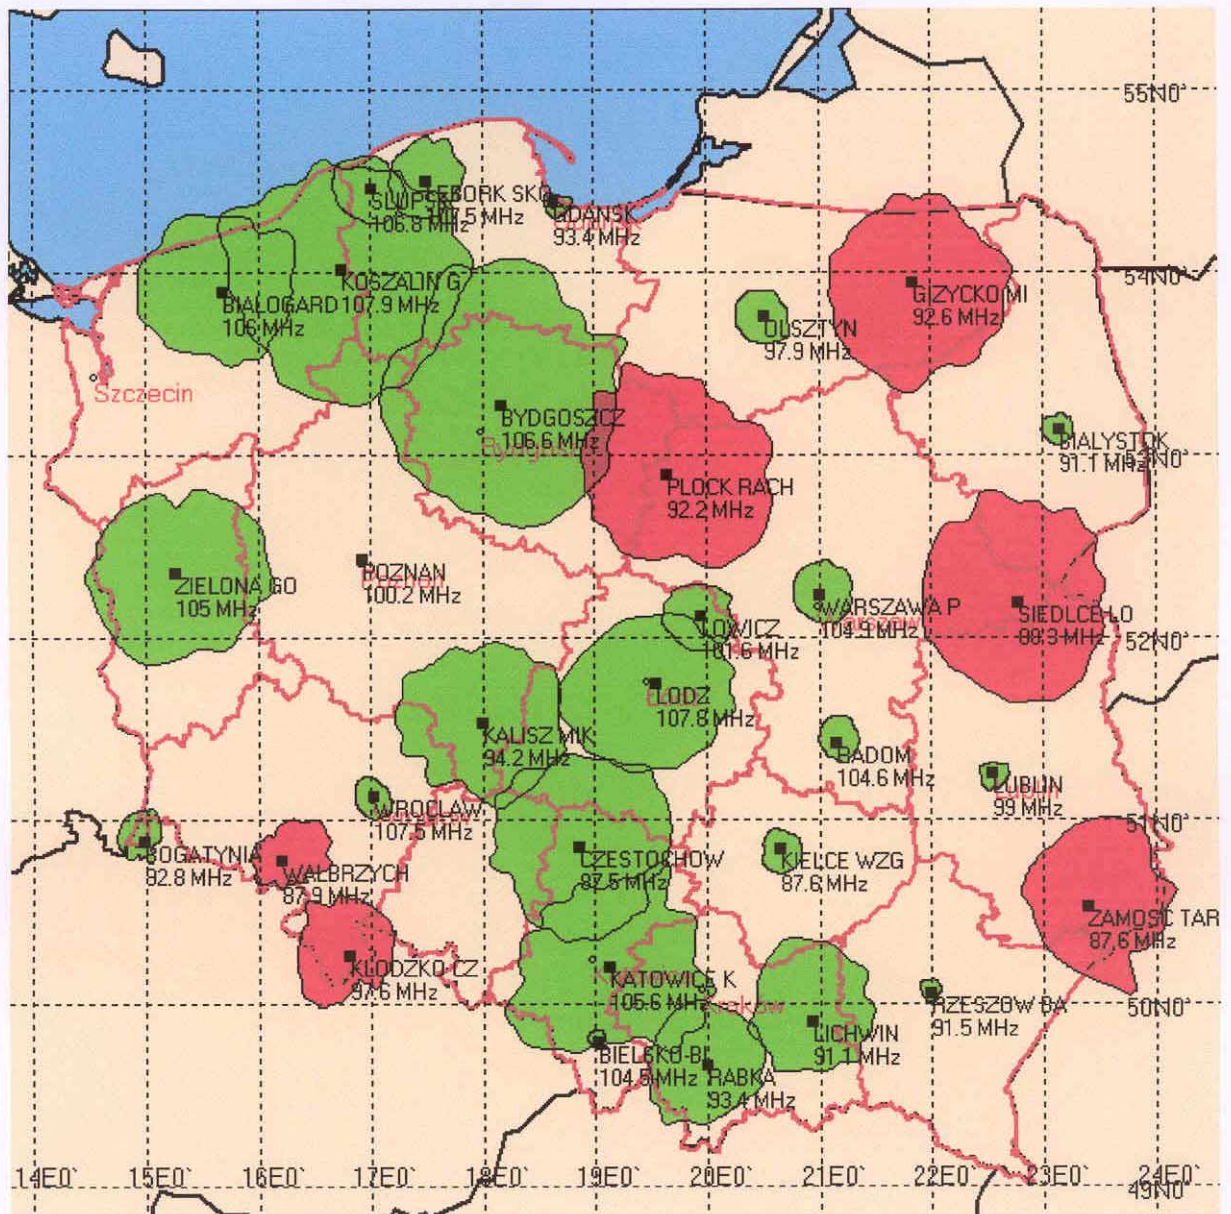 55N0`
LEBORK SKO
107.5 MHz
SLUPSK
106.8 MHz
GDANSK
93.4 MHz
54N0`
KOSZALIN G
107.9 MHz
GIZYCKO MI
92.6 MHz
BIALOGARD
106 MHz
OLSZTYN
97.9 MHz
Szczecin
BYDGOSZCZ
106.6 MHz
BIALYSTOK
91.1 MHz
53N0`
PLOCK RACH
92.2 MHz
POZNAN
100.2 MHz
Poznan
ZIELONA GO
105 MHz
WARSZAWA P
SIEDLCE LO
LOWICZ
101.6 MHz
52N0`
LODZ
107.8 MHz
KALISZ MIK
94.2 MHz
RADOM
104.6 MHz
LUBLIN
99 MHz
Lublin
WROCLAW
107.5 MHz
51N0`
BOGATYNIA
92.8 MHz
WALBRZYCH
87.9 MHz
CZESTOCHOW
87.5 MHz
KIELCE WZG
87.6 MHz
ZAMOSC TAR
87.6 MHz
KLODZKO CZ
97.6 MHz
KATOWICE K
105.6 MHz
Kraków
RZESZOW BA
91.5 MHz
50N0`
LICHWIN
91.1 MHz
BIELSKO-BI
104.5 MHz
RABKA
93.4 MHz
14E0` 15E0` 16E0` 17E0` 18E0` 19E0` 20E0` 21E0` 22E0` 23E0` 24E0`
49N0`